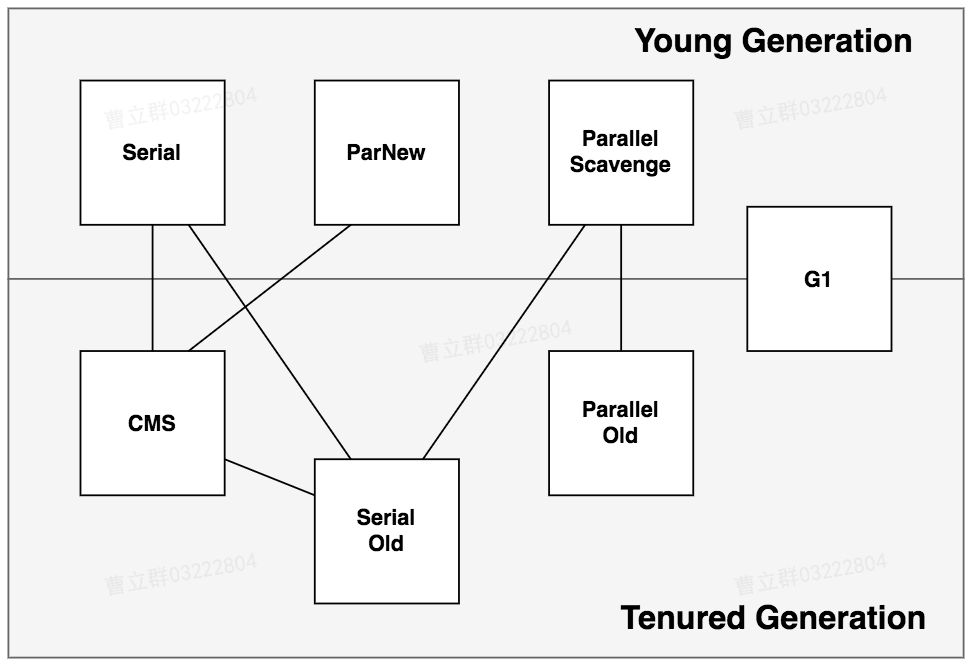 Young Generation
曹立群03222804
曹立群03222804
Serial
ParNew
Parallel
Scavenge
G1
曹立群03222804
CMS
Parallel
Old
Serial
Old
曹立群03222804
曹立群03222804
Tenured Generation